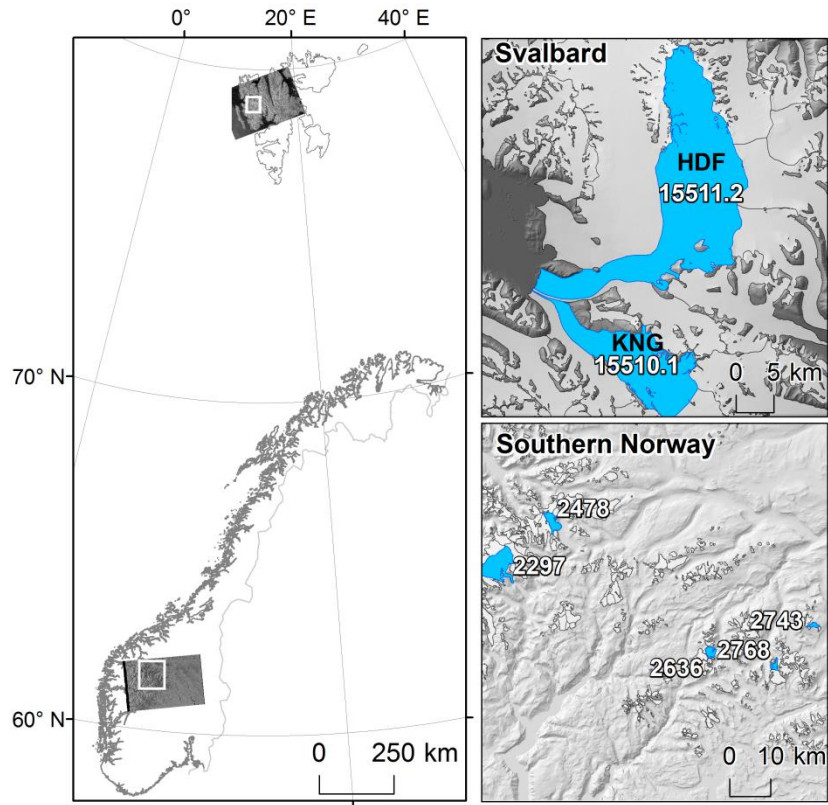 0°
20° E
40° E
70° N
60° N
0 250 km
Svalbard
HDF
15511.2
KNG
15510.1
0 5 km
Southern Norway
2478
2297
2743
2768
2636
0 10 km